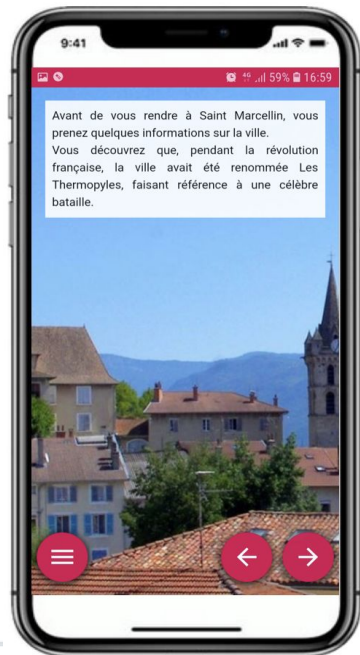 9:41
4G 59% 16:59
Avant de vous rendre à Saint Marcellin, vous
prenez quelques informations sur la ville.
Vous découvrez que, pendant la révolution
française, la ville avait été renommée Les
Thermopyles, faisant référence à une célèbre
bataille.